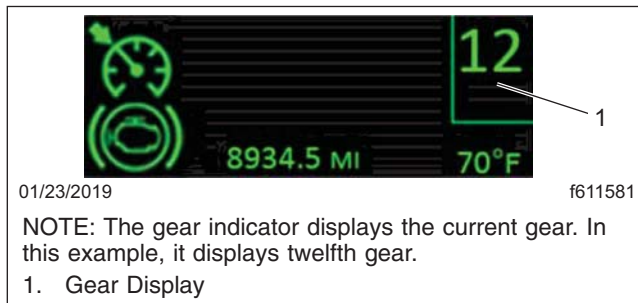 12
1
8934.5 MI
70°F
01/23/2019
f611581
NOTE: The gear indicator displays the current gear. In
this example, it displays twelfth gear.
1. Gear Display